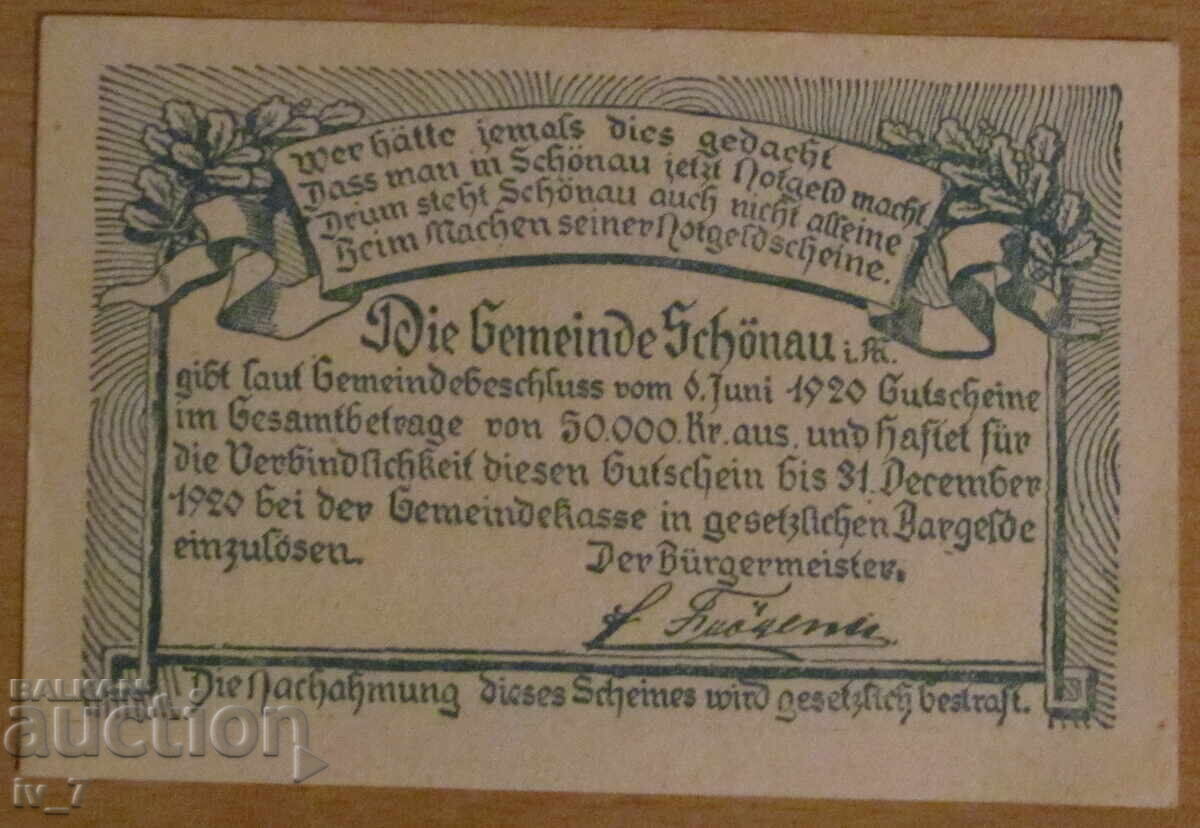 Wer hätte jemals dies gedacht
Dass man in Schönau jetzt Notgeld macht.
Drum steht Schönau auch nicht alleine
Beim Machen seiner Notgeldscheine.
Die Gemeinde Schönau i.M.
gibt laut Gemeindebeschluss vom 6. Juni 1920 Gutscheine
im Gesamtbetrage von 50.000. Kr. aus, und haftet für
die Verbindlichkeit diesen Gutschein bis 31. December
1920 bei der Gemeindekasse in gesetzlichen Bargelde
einzulösen. Der Bürgermeister.
Die Nachahmung dieses Scheines wird gesetzlich bestraft.
BALKAN
auction
iv_7